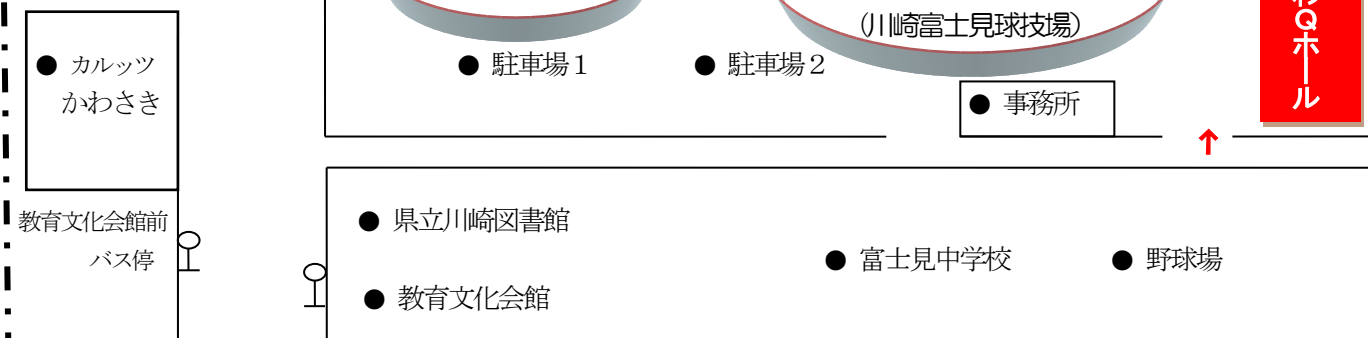 ● カルッツ
かわさき
(川崎富士見球技場)
● 駐車場1
● 駐車場2
● 事務所
Qホール
↑
教育文化会館前
バス停
● 県立川崎図書館
● 教育文化会館
● 富士見中学校
● 野球場